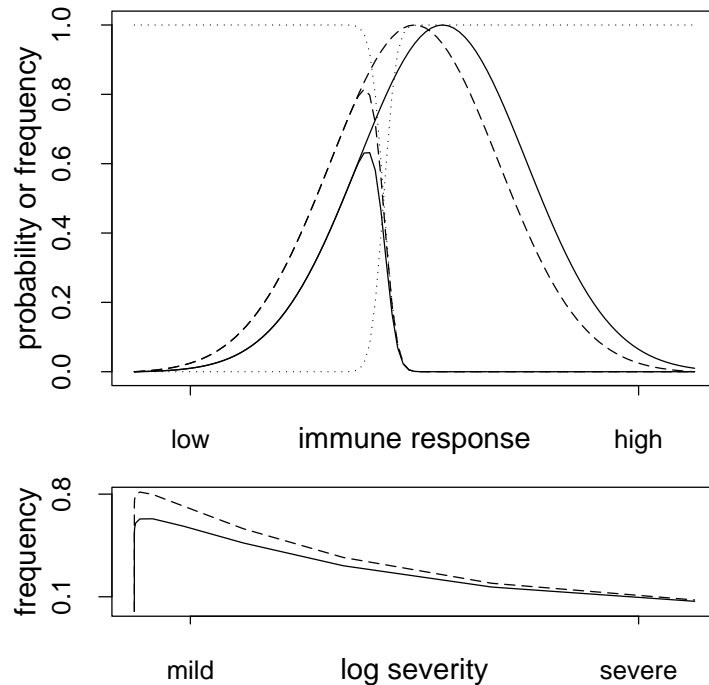 probability or frequency
0.0 0.2 0.4 0.6 0.8 1.0
low immune response high
frequency
0.1 0.8
mild log severity severe